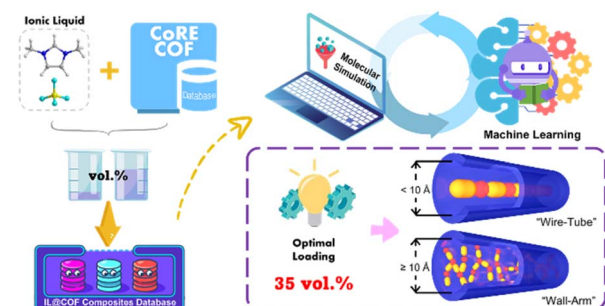 Ionic Liquid
CoRE
COF
Database
Molecular
Simulation
Machine Learning
vol.%
IL@COF Composites Database
Optimal
Loading
35 vol.%
< 10 Å
"Wire-Tube"
≥ 10 Å
"Wall-Arm"